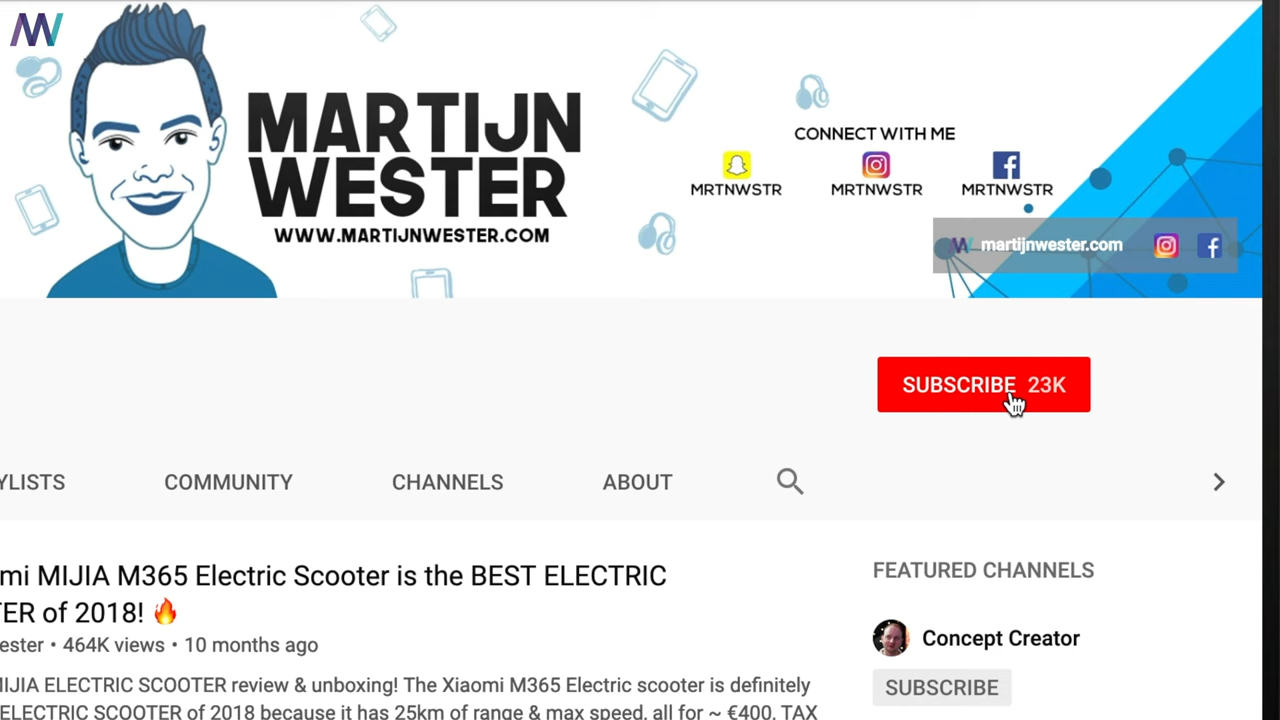 MARTIJN
WESTER
WWW.MARTIJNWESTER.COM
CONNECT WITH ME
MRTNWSTR
MRTNWSTR
MRTNWSTR
martijnwester.com
SUBSCRIBE 23K
YLISTS
COMMUNITY
CHANNELS
ABOUT
mi MIJIA M365 Electric Scooter is the BEST ELECTRIC
TER of 2018! 🔥
ester • 464K views • 10 months ago
MIJIA ELECTRIC SCOOTER review & unboxing! The Xiaomi M365 Electric scooter is definitely
ELECTRIC SCOOTER of 2018 because it has 25km of range & max speed, all for ~ €400. TAX
FEATURED CHANNELS
Concept Creator
SUBSCRIBE